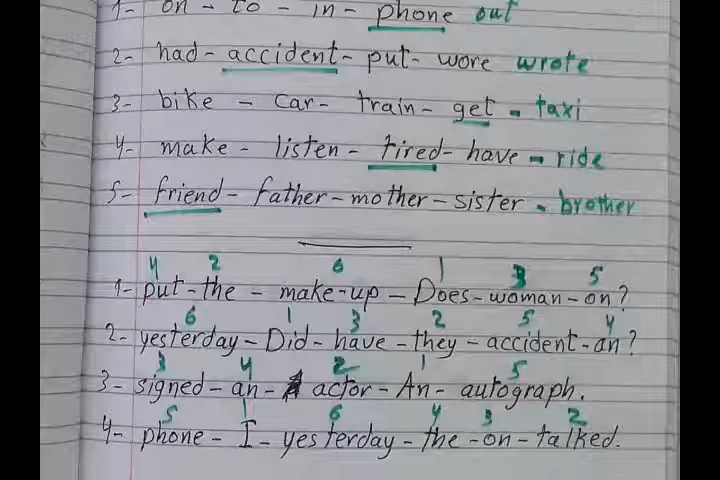 1- on - to - in - phone out
2- had - accident - put - wore wrote
3- bike - car - train - get - taxi
4- make - listen - tired - have - ride
5- friend - father - mother - sister - brother
4 2 6 1 3 5
1- put - the - make-up - Does - woman - on?
6 1 3 2 5 4
2- yesterday - Did - have - they - accident - an?
3 4 2 1 5
3- signed - an - actor - An - autograph.
5 1 6 4 3 2
4- phone - I - yesterday - the - on - talked.